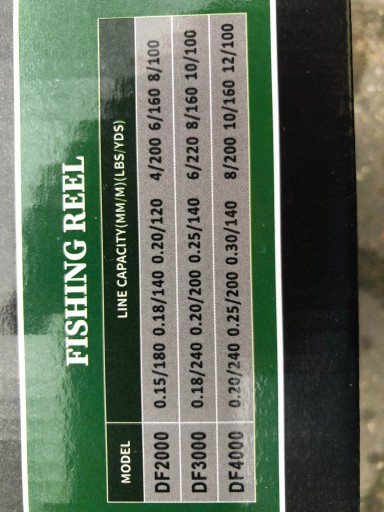 FISHING REEL
MODEL LINE CAPACITY(MM/M)(LBS/YDS)
DF2000 0.15/180 0.18/140 0.20/120 4/200 6/160 8/100
DF3000 0.18/240 0.20/200 0.25/140 6/220 8/160 10/100
DF4000 0.20/240 0.25/200 0.30/140 8/200 10/160 12/100